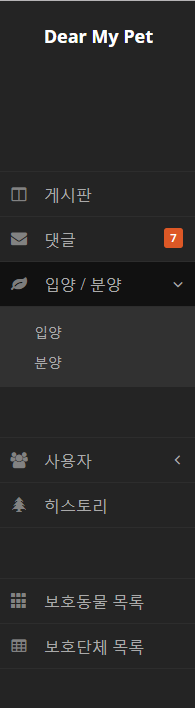 Dear My Pet
게시판
댓글 7
입양 / 분양
입양
분양
사용자
히스토리
보호동물 목록
보호단체 목록